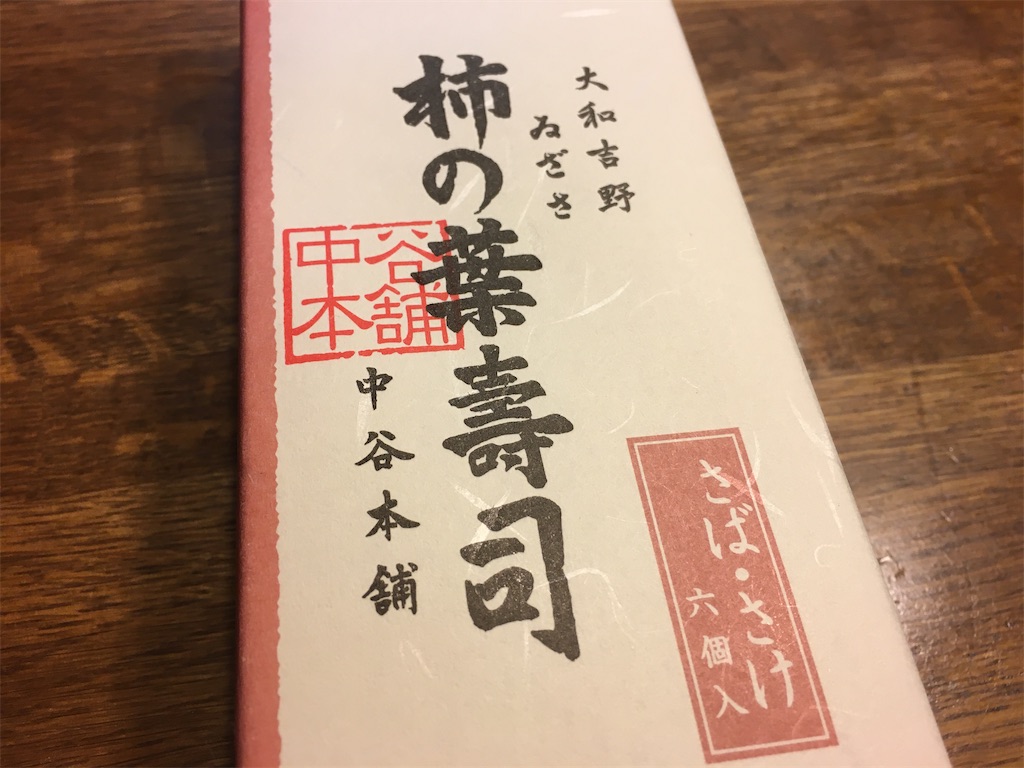 大和吉野
ゐざさ
柿の葉壽司
中谷本舗
中谷本舗
さば・さけ
六個入